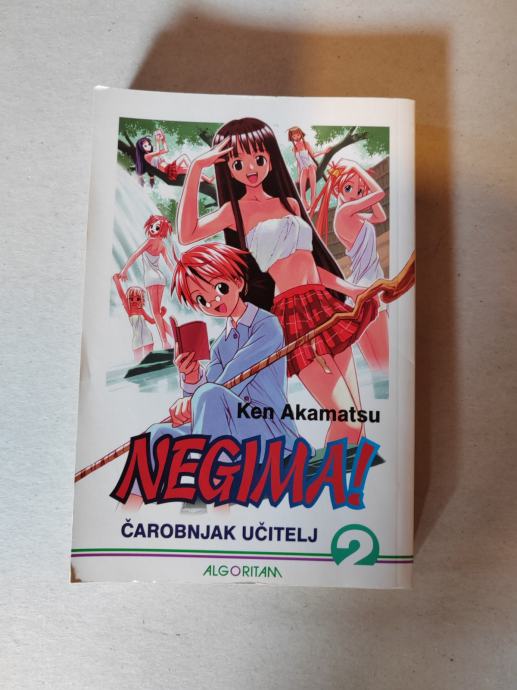 Ken Akamatsu
NEGIMA!
ČAROBNJAK UČITELJ
2
ALGORITAM